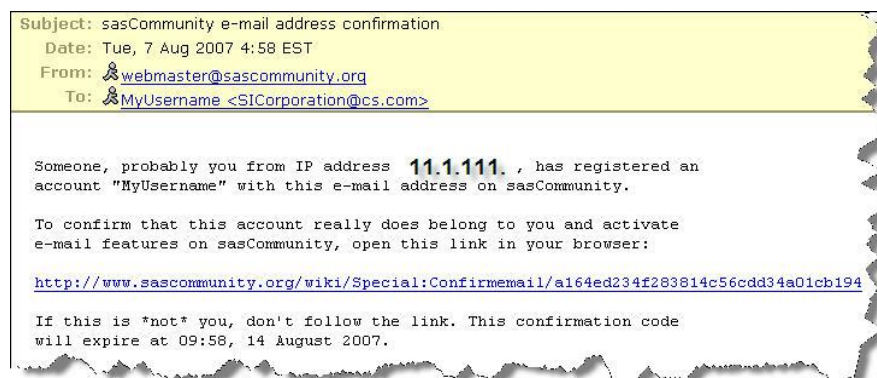 Subject: sasCommunity e-mail address confirmation
Date: Tue, 7 Aug 2007 4:58 EST
From: webmaster@sascommunity.org
To: MyUsername <SICorporation@cs.com>
Someone, probably you from IP address 11.1.111. , has registered an
account "MyUsername" with this e-mail address on sasCommunity.
To confirm that this account really does belong to you and activate
e-mail features on sasCommunity, open this link in your browser:
http://www.sascommunity.org/wiki/Special:Confirmemail/a164ed234f283814c56cdd34a01cb194
If this is *not* you, don't follow the link. This confirmation code
will expire at 09:58, 14 August 2007.